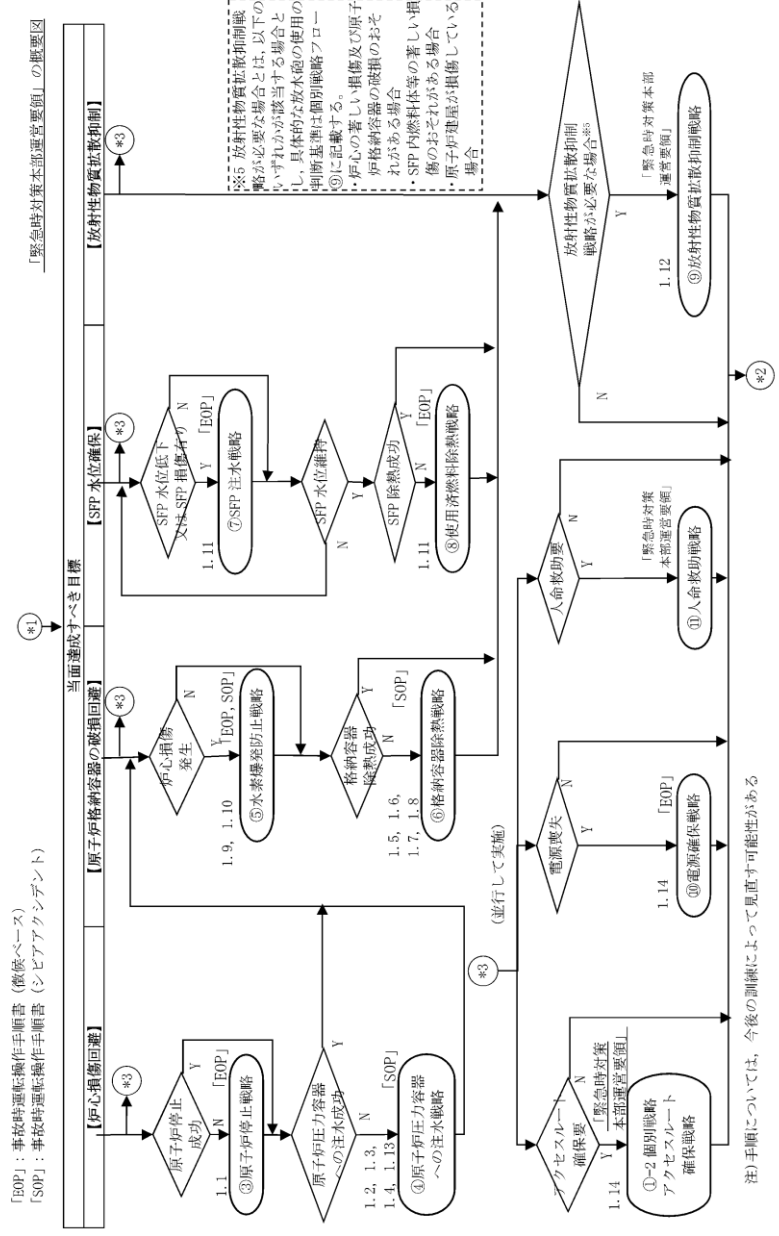 「緊急時対策本部運営要領」の概要図
「EOP」：事故時運転操作手順書（徴候ベース）
「SOP」：事故時運転操作手順書（シビアアクシデント）
*1
当面達成すべき目標
【炉心損傷回避】
【原子炉格納容器の破損回避】
【SFP 水位確保】
【放射性物質拡散抑制】
*3
原子炉停止
成功
Y
N
1.1
「EOP」
③原子炉停止戦略
原子炉圧力容器
への注水成功
Y
N
1.2, 1.3,
1.4, 1.13
「SOP」
④原子炉圧力容器
への注水戦略
*3
炉心損傷
発生
N
Y
1.9, 1.10
「EOP, SOP」
⑤水素爆発防止戦略
格納容器
除熱成功
Y
N
1.5, 1.6,
1.7, 1.8
「SOP」
⑥格納容器除熱戦略
*3
SFP 水位低下
又は SFP 損傷有り
N
Y
1.11
「EOP」
⑦SFP 注水戦略
SFP 水位維持
N
Y
SFP 除熱成功
Y
N
1.11
「EOP」
⑧使用済燃料除熱戦略
*3
※5 放射性物質拡散抑制戦
略が必要な場合とは，以下の
いずれかが該当する場合と
し，具体的な放水砲の使用の
判断基準は個別戦略フロー
⑨に記載する。
・炉心の著しい損傷及び原子
炉格納容器の破損のおそ
れがある場合
・SFP 内燃料体等の著しい損
傷のおそれがある場合
・原子炉建屋が損傷している
場合
(並行して実施)
*3
アクセスルート
確保要
N
Y
1.14
「緊急時対策
本部運営要領」
①-2 個別戦略
アクセスルート
確保戦略
電源喪失
N
Y
1.14
「EOP」
⑩電源確保戦略
人命救助要
N
Y
「緊急時対策
本部運営要領」
⑪人命救助戦略
放射性物質拡散抑制
戦略が必要な場合※5
N
Y
1.12
「緊急時対策本部
運営要領」
⑨放射性物質拡散抑制戦略
*2
注）手順については，今後の訓練によって見直す可能性がある